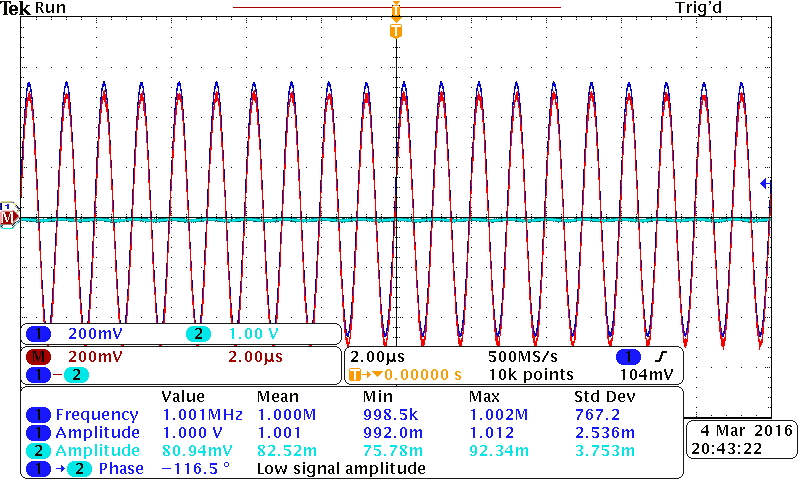 Tek Run Trig'd
T
T
1
M
1 200mV 2 1.00 V
M 200mV 2.00µs 2.00µs 500MS/s 1
1 − 2 T→▼0.00000 s 10k points 104mV
Value Mean Min Max Std Dev
1 Frequency 1.001MHz 1.000M 998.5k 1.002M 767.2
1 Amplitude 1.000 V 1.001 992.0m 1.012 2.536m
2 Amplitude 80.94mV 82.52m 75.78m 92.34m 3.753m
1 →2 Phase −116.5 ° Low signal amplitude
4 Mar 2016
20:43:22